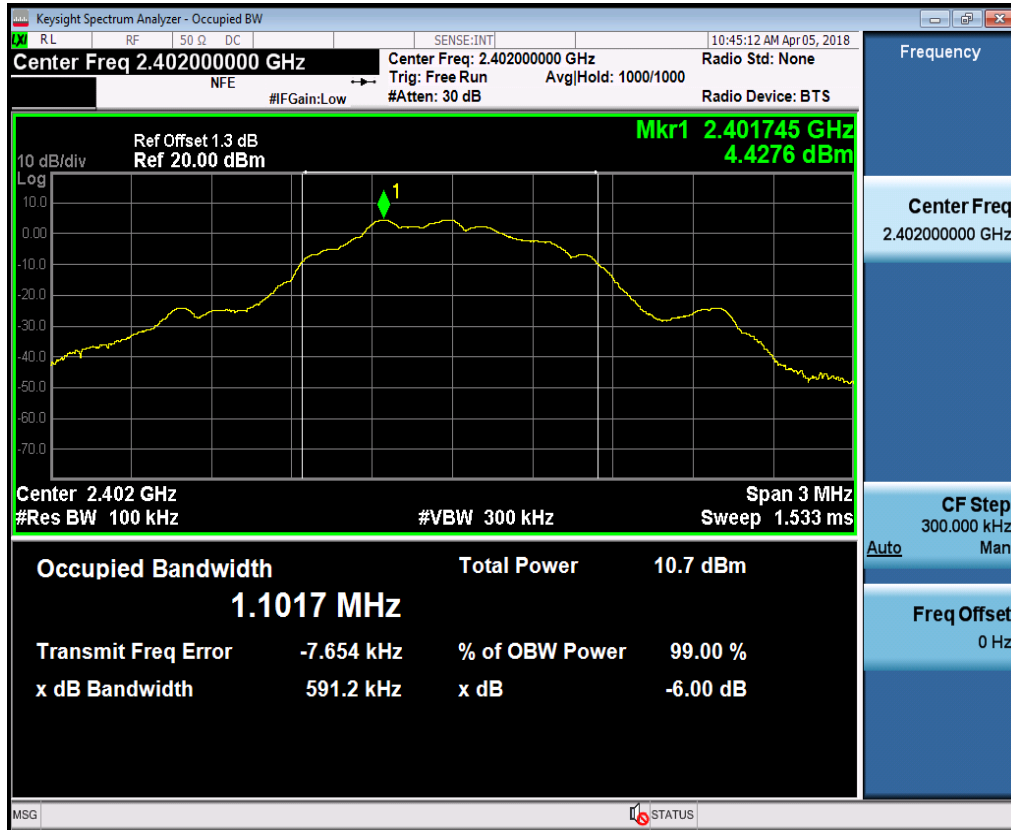 Keysight Spectrum Analyzer - Occupied BW
LXI RL RF 50 Ω DC SENSE:INT 10:45:12 AM Apr 05, 2018
Center Freq 2.402000000 GHz
NFE
#IFGain:Low
Center Freq: 2.402000000 GHz
Trig: Free Run Avg|Hold: 1000/1000
#Atten: 30 dB
Radio Std: None
Radio Device: BTS
Mkr1 2.401745 GHz
4.4276 dBm
Ref Offset 1.3 dB
10 dB/div Ref 20.00 dBm
Log
1
10.0
0.00
-10.0
-20.0
-30.0
-40.0
-50.0
-60.0
-70.0
Center 2.402 GHz Span 3 MHz
#Res BW 100 kHz #VBW 300 kHz Sweep 1.533 ms
Occupied Bandwidth Total Power 10.7 dBm
1.1017 MHz
Transmit Freq Error -7.654 kHz % of OBW Power 99.00 %
x dB Bandwidth 591.2 kHz x dB -6.00 dB
Frequency
Center Freq
2.402000000 GHz
CF Step
300.000 kHz
Auto Man
Freq Offset
0 Hz
MSG STATUS